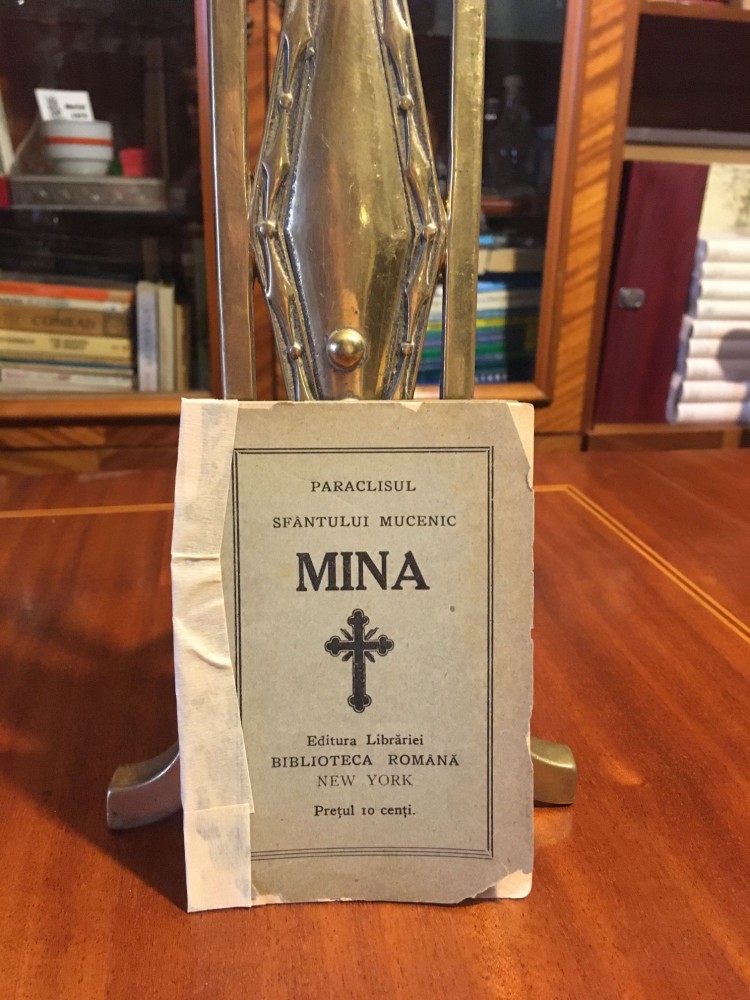 PARACLISUL
SFÂNTULUI MUCENIC
MINA
Editura Librăriei
BIBLIOTECA ROMÂNĂ
NEW YORK
Prețul 10 cenți.
CONRAD